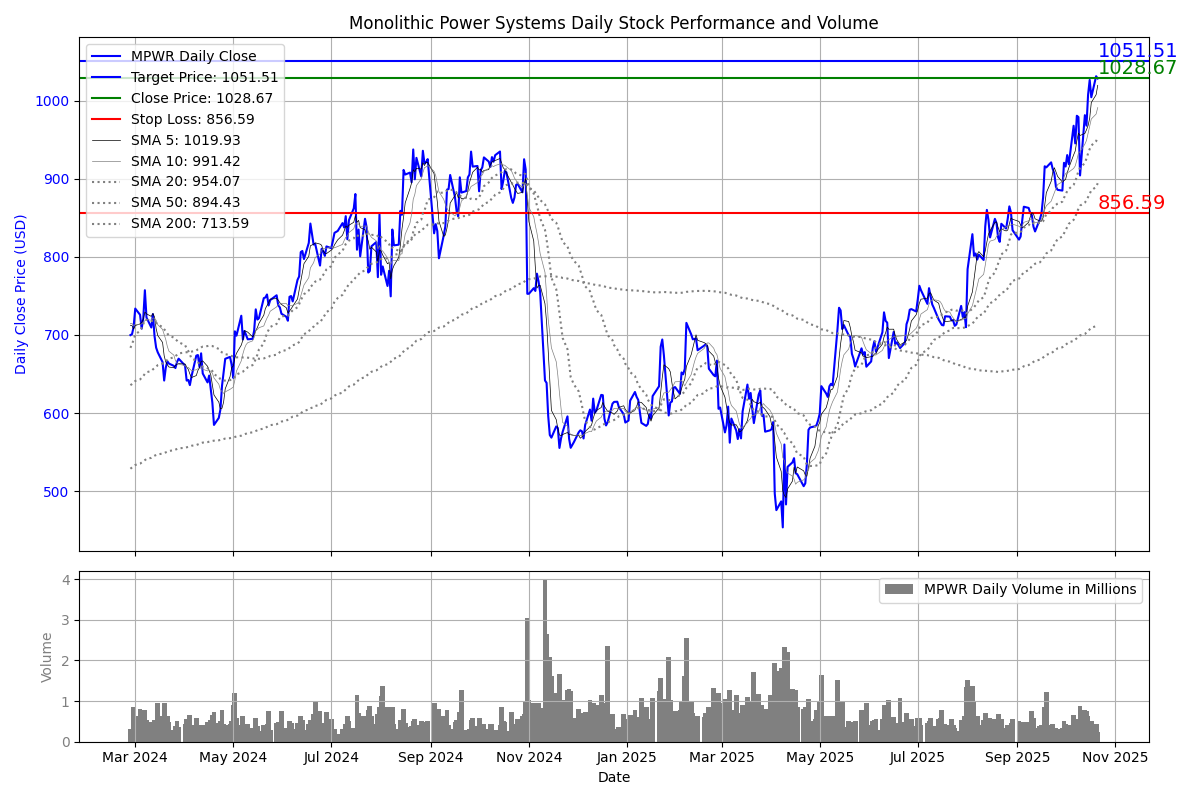 Monolithic Power Systems Daily Stock Performance and Volume
MPWR Daily Close
Target Price: 1051.51
Close Price: 1028.67
Stop Loss: 856.59
SMA 5: 1019.93
SMA 10: 991.42
SMA 20: 954.07
SMA 50: 894.43
SMA 200: 713.59
1051.51
1028.67
856.59
Daily Close Price (USD)
1000
900
800
700
600
500
MPWR Daily Volume in Millions
Volume
4
3
2
1
0
Mar 2024 May 2024 Jul 2024 Sep 2024 Nov 2024 Jan 2025 Mar 2025 May 2025 Jul 2025 Sep 2025 Nov 2025
Date